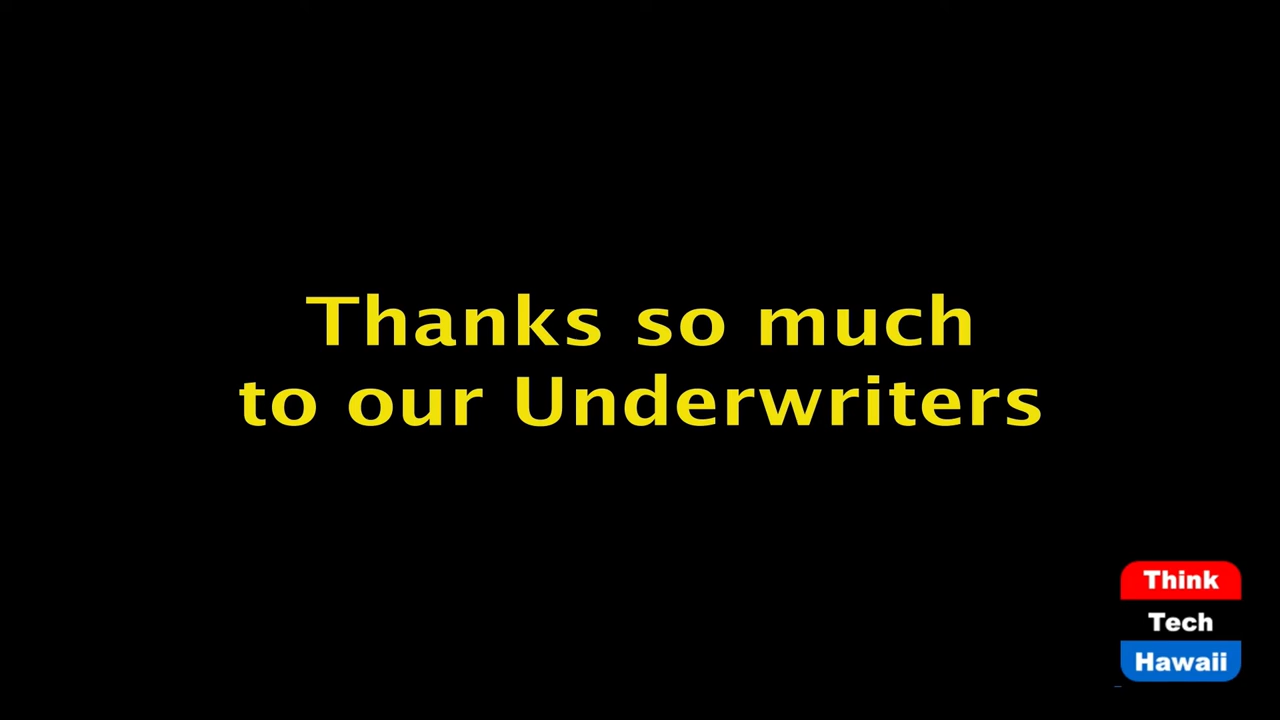 Thanks so much
to our Underwriters
Think
Tech
Hawaii